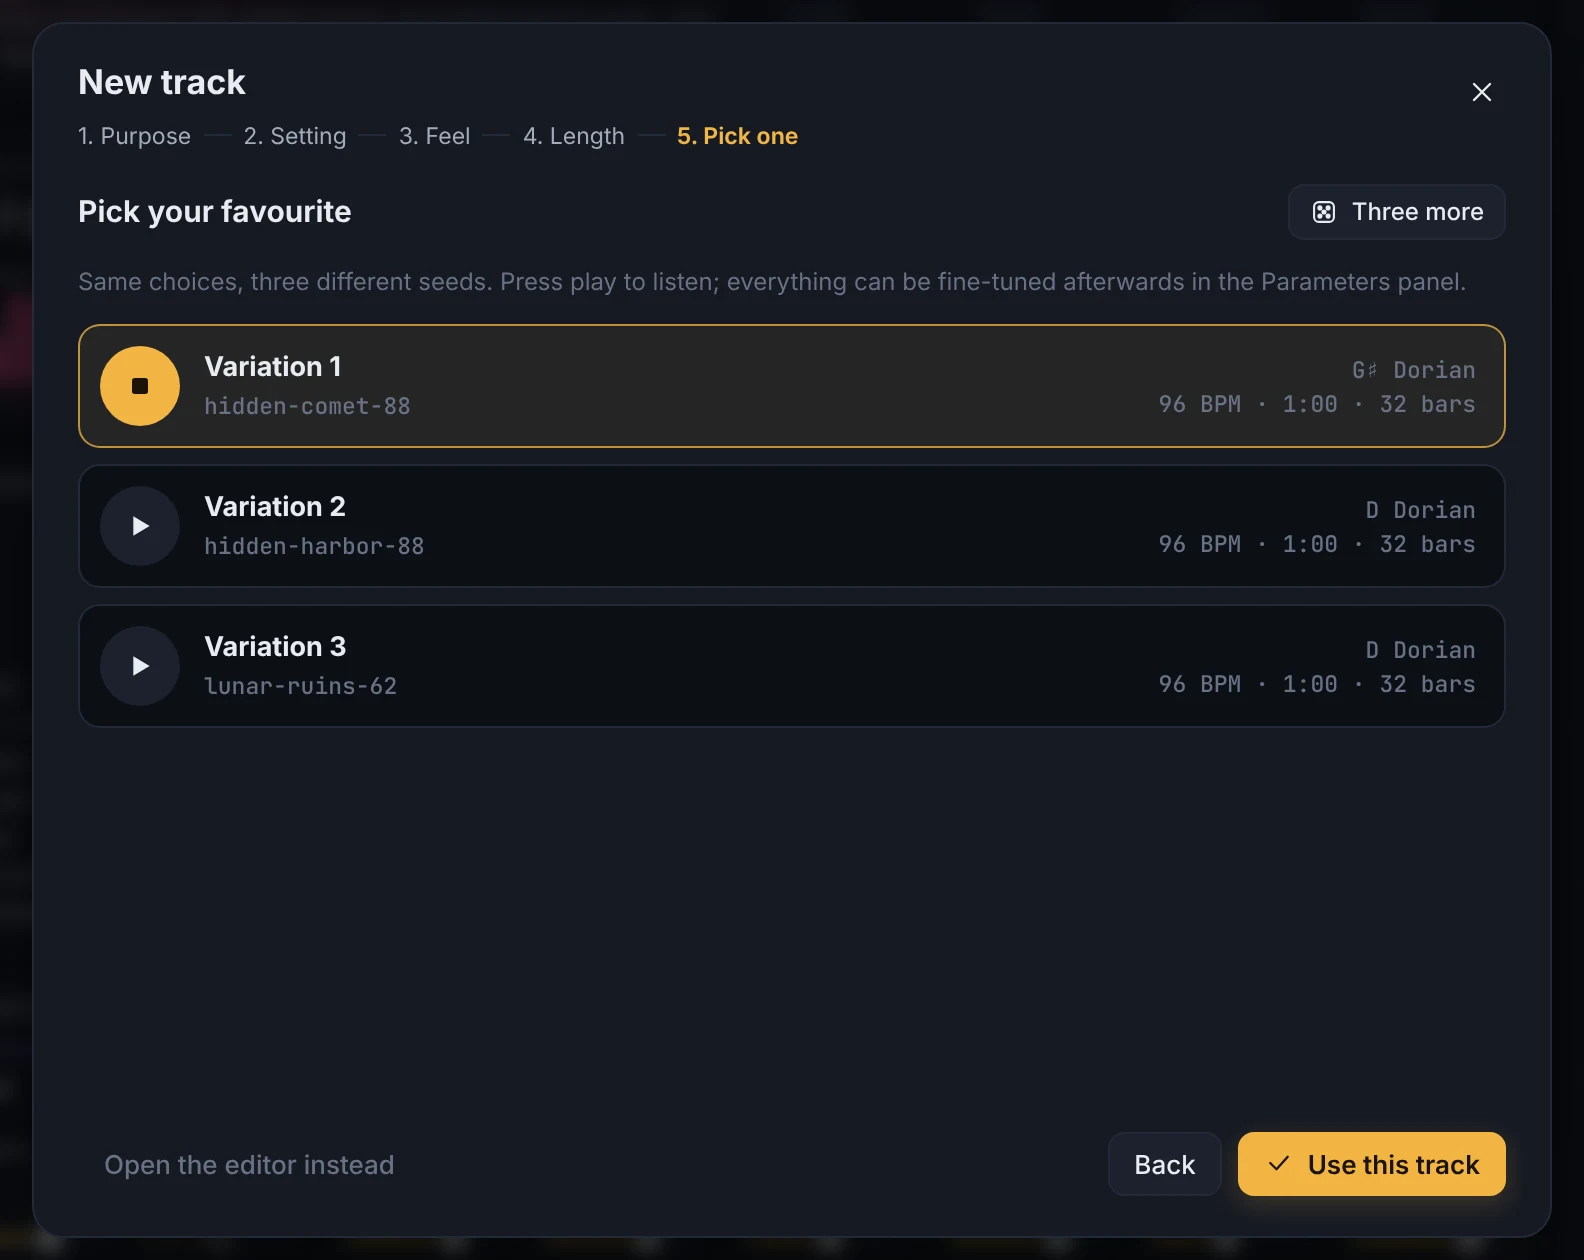 New track
1. Purpose — 2. Setting — 3. Feel — 4. Length — 5. Pick one
Pick your favourite
Three more
Same choices, three different seeds. Press play to listen; everything can be fine-tuned afterwards in the Parameters panel.
Variation 1
hidden-comet-88
G♯ Dorian
96 BPM · 1:00 · 32 bars
Variation 2
hidden-harbor-88
D Dorian
96 BPM · 1:00 · 32 bars
Variation 3
lunar-ruins-62
D Dorian
96 BPM · 1:00 · 32 bars
Open the editor instead
Back
Use this track